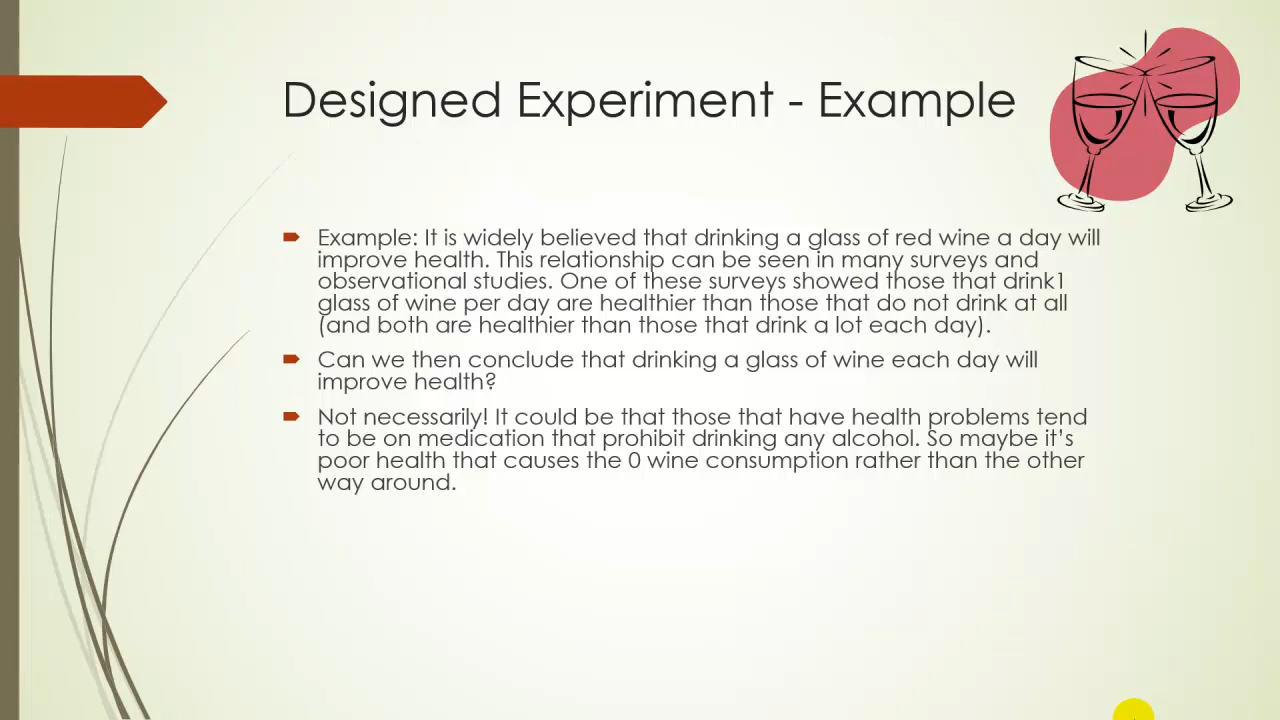 Designed Experiment - Example
Example: It is widely believed that drinking a glass of red wine a day will
improve health. This relationship can be seen in many surveys and
observational studies. One of these surveys showed those that drink1
glass of wine per day are healthier than those that do not drink at all
(and both are healthier than those that drink a lot each day).
Can we then conclude that drinking a glass of wine each day will
improve health?
Not necessarily! It could be that those that have health problems tend
to be on medication that prohibit drinking any alcohol. So maybe it’s
poor health that causes the 0 wine consumption rather than the other
way around.